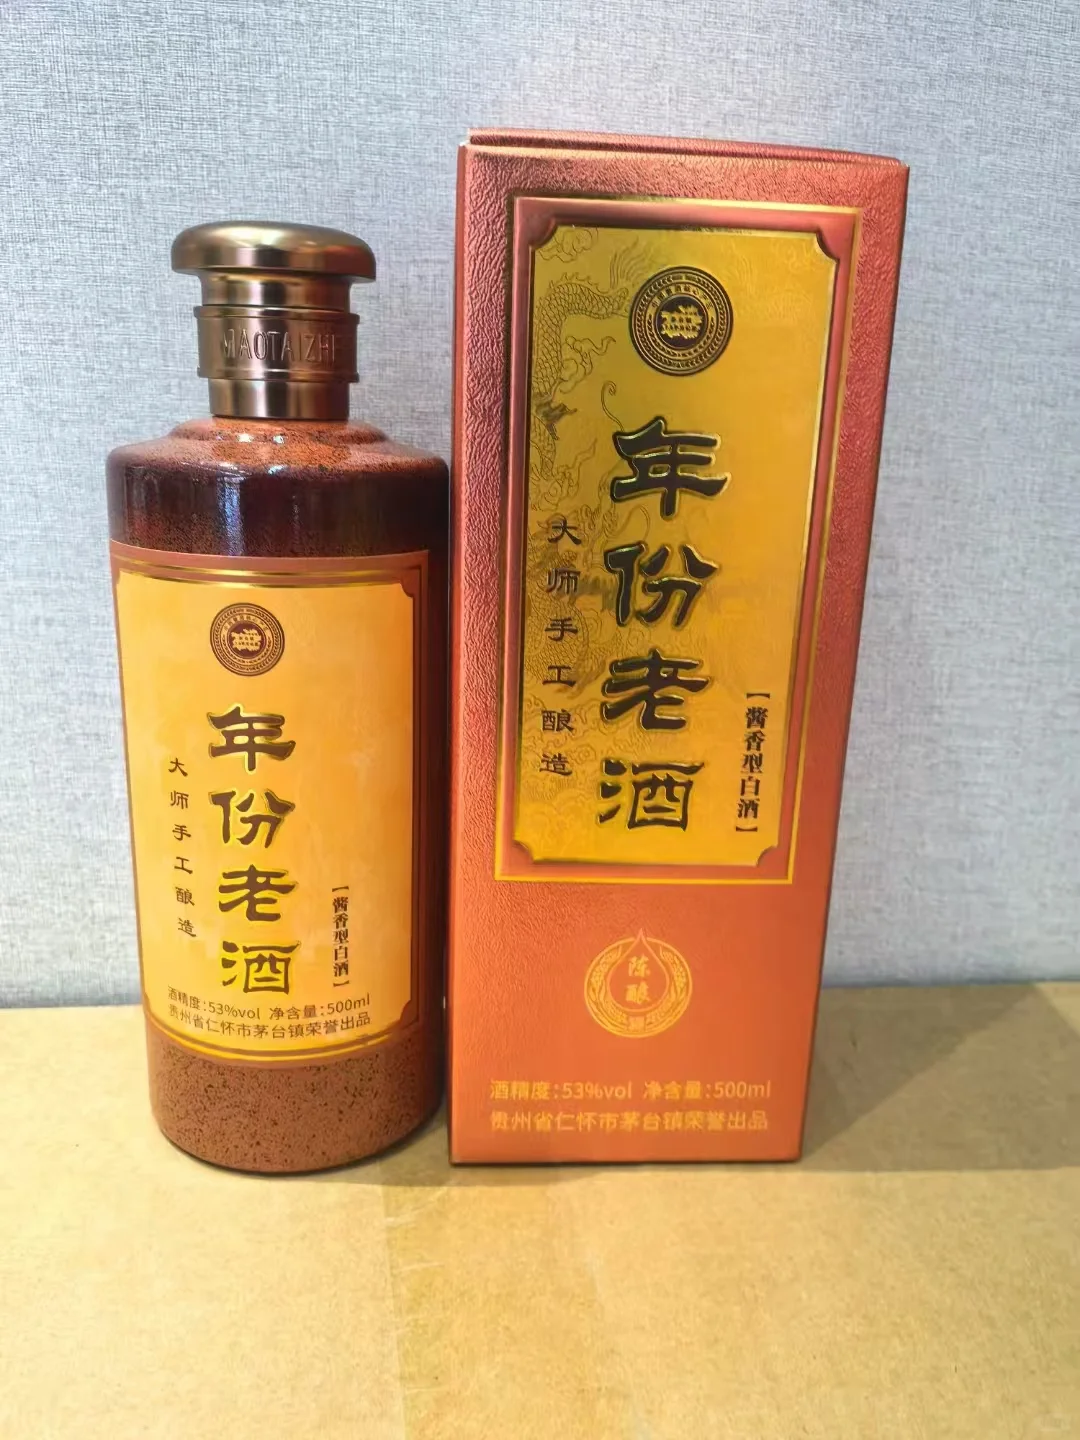 MAOTAIZHE
年份老酒
大师手工酿造
【酱香型白酒】
酒精度:53%vol 净含量:500ml
贵州省仁怀市茅台镇荣誉出品
年份老酒
大师手工酿造
【酱香型白酒】
陈酿
酒精度:53%vol 净含量:500ml
贵州省仁怀市茅台镇荣誉出品